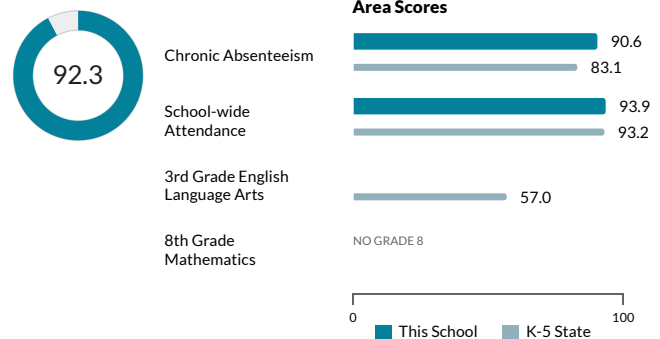 Area Scores
92.3
Chronic Absenteeism
90.6
83.1
School-wide
Attendance
93.9
93.2
3rd Grade English
Language Arts
57.0
8th Grade
Mathematics
NO GRADE 8
0
100
This School
K-5 State